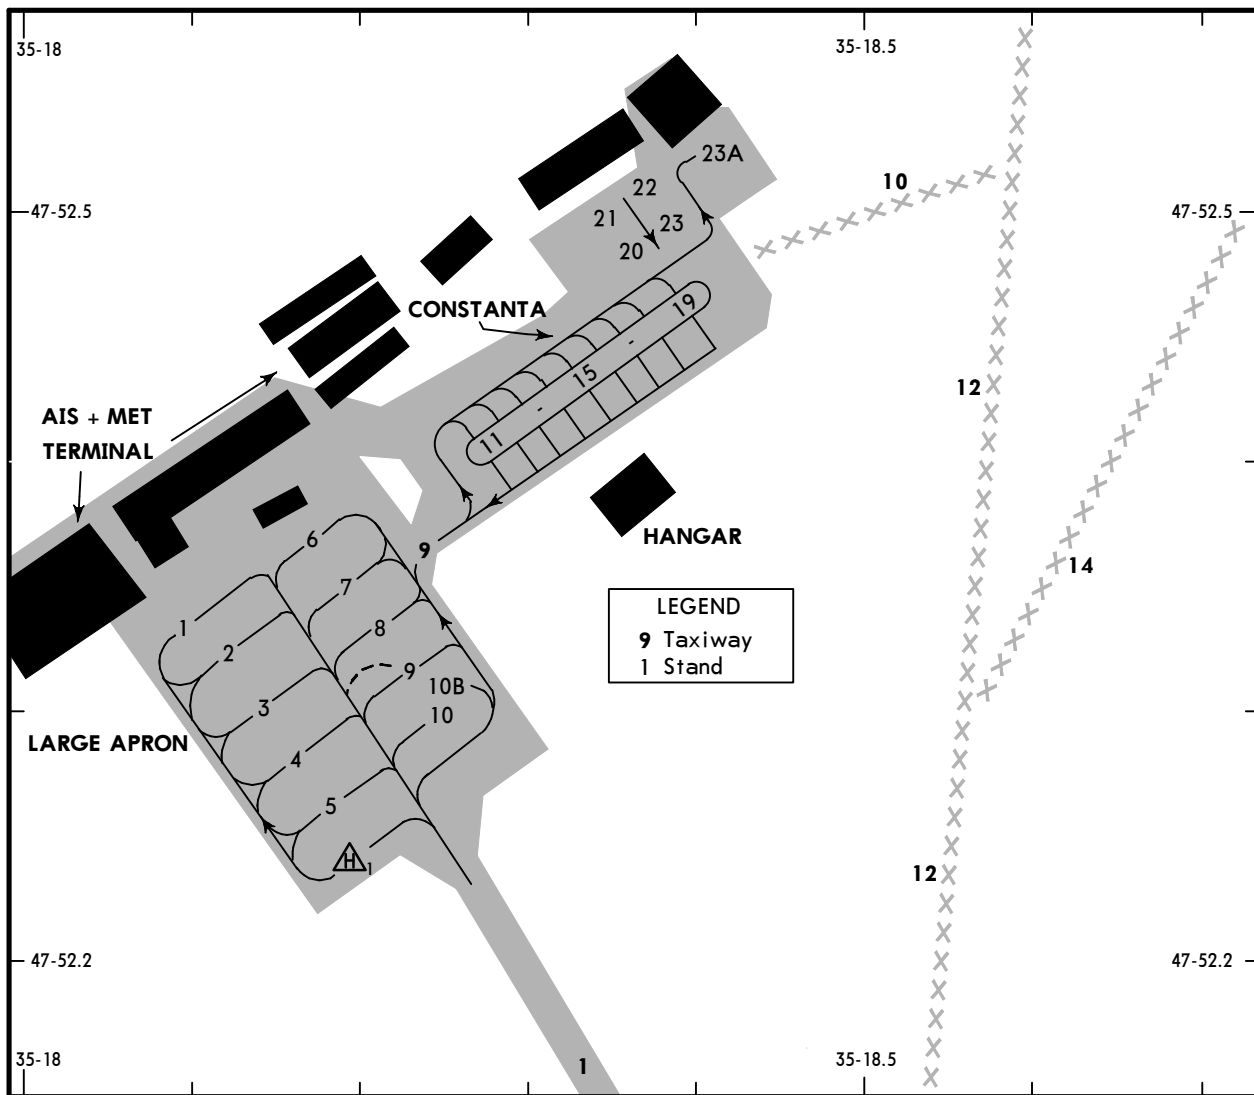 35-18
35-18.5
23A
10
22
47-52.5
21
23
47-52.5
20
CONSTANTA
19
12
15
AIS + MET
TERMINAL
11
HANGAR
6
9
14
7
LEGEND
9 Taxiway
1 Stand
1
8
2
9
10B
3
10
LARGE APRON
4
5
H
1
12
47-52.2
47-52.2
35-18
1
35-18.5